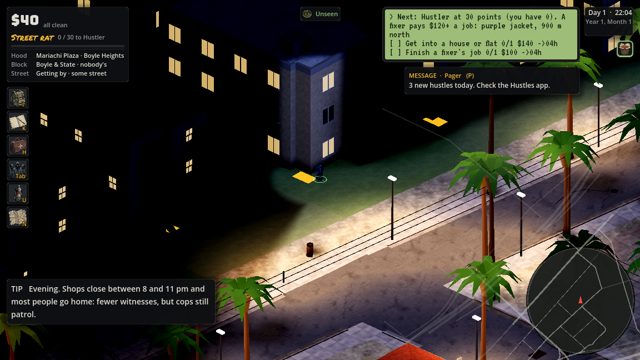 $40 all clean
STREET RAT 0 / 30 to Hustler
Hood Mariachi Plaza · Boyle Heights
Block Boyle & State · nobody's
Street Getting by · some street
Unseen
> Next: Hustler at 30 points (you have 0). A
fixer pays $120+ a job: purple jacket, 900 m
north
[ ] Get into a house or flat 0/1 $140 ->04h
[ ] Finish a fixer's job 0/1 $100 ->04h
Day 1 · 22:04
Year 1, Month 1
MESSAGE · Pager (P)
3 new hustles today. Check the Hustles app.
K
H
Tab
U
TIP Evening. Shops close between 8 and 11 pm and
most people go home: fewer witnesses, but cops still
patrol.